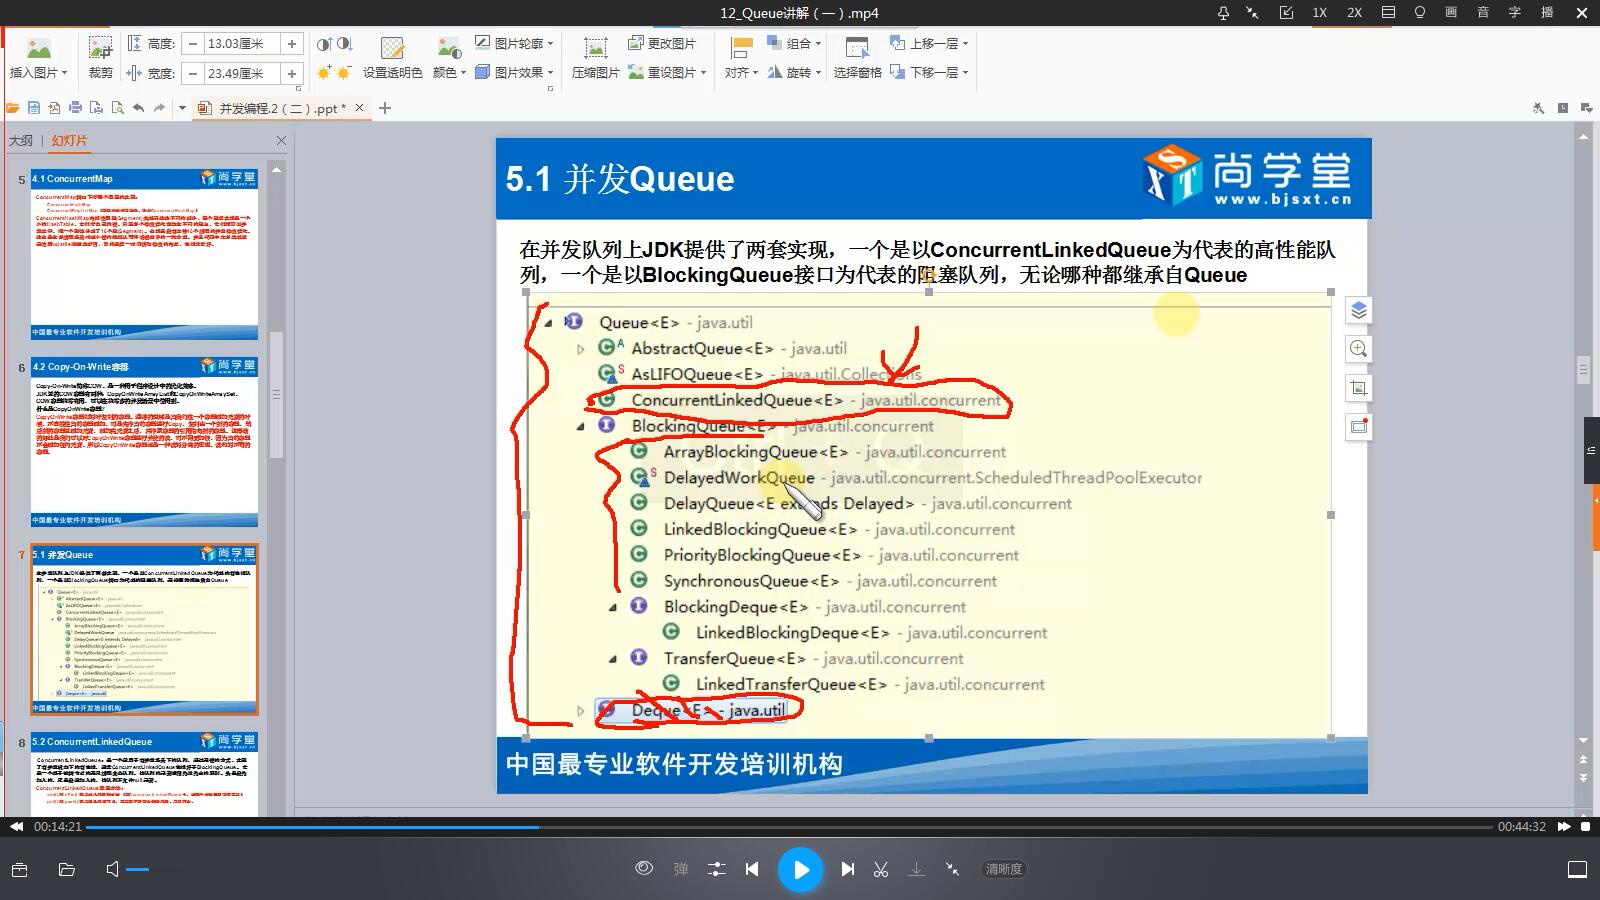 12_Queue讲解（一）.mp4
1X
2X
画
音
字
播
插入图片
裁剪
高度:
13.03厘米
宽度:
23.49厘米
设置透明色
颜色
图片轮廓
图片效果
压缩图片
更改图片
重设图片
对齐
组合
旋转
选择窗格
上移一层
下移一层
并发编程.2（二）.ppt *
大纲
幻灯片
5
4.1 ConcurrentMap
尚学堂
www.bjsxt.cn
中国最专业软件开发培训机构
6
4.2 Copy-On-Write容器
尚学堂
www.bjsxt.cn
中国最专业软件开发培训机构
7
5.1 并发Queue
尚学堂
www.bjsxt.cn
中国最专业软件开发培训机构
8
5.2 ConcurrentLinkedQueue
尚学堂
www.bjsxt.cn
5.1 并发Queue
尚学堂
www.bjsxt.cn
在并发队列上JDK提供了两套实现，一个是以ConcurrentLinkedQueue为代表的高性能队
列，一个是以BlockingQueue接口为代表的阻塞队列，无论哪种都继承自Queue
Queue<E> - java.util
AbstractQueue<E> - java.util
AsLIFOQueue<E> - java.util.Collections
ConcurrentLinkedQueue<E> - java.util.concurrent
BlockingQueue<E> - java.util.concurrent
ArrayBlockingQueue<E> - java.util.concurrent
DelayedWorkQueue - java.util.concurrent.ScheduledThreadPoolExecutor
DelayQueue<E extends Delayed> - java.util.concurrent
LinkedBlockingQueue<E> - java.util.concurrent
PriorityBlockingQueue<E> - java.util.concurrent
SynchronousQueue<E> - java.util.concurrent
BlockingDeque<E> - java.util.concurrent
LinkedBlockingDeque<E> - java.util.concurrent
TransferQueue<E> - java.util.concurrent
LinkedTransferQueue<E> - java.util.concurrent
Deque<E> - java.util
中国最专业软件开发培训机构
00:14:21
00:44:32
弹
清晰度